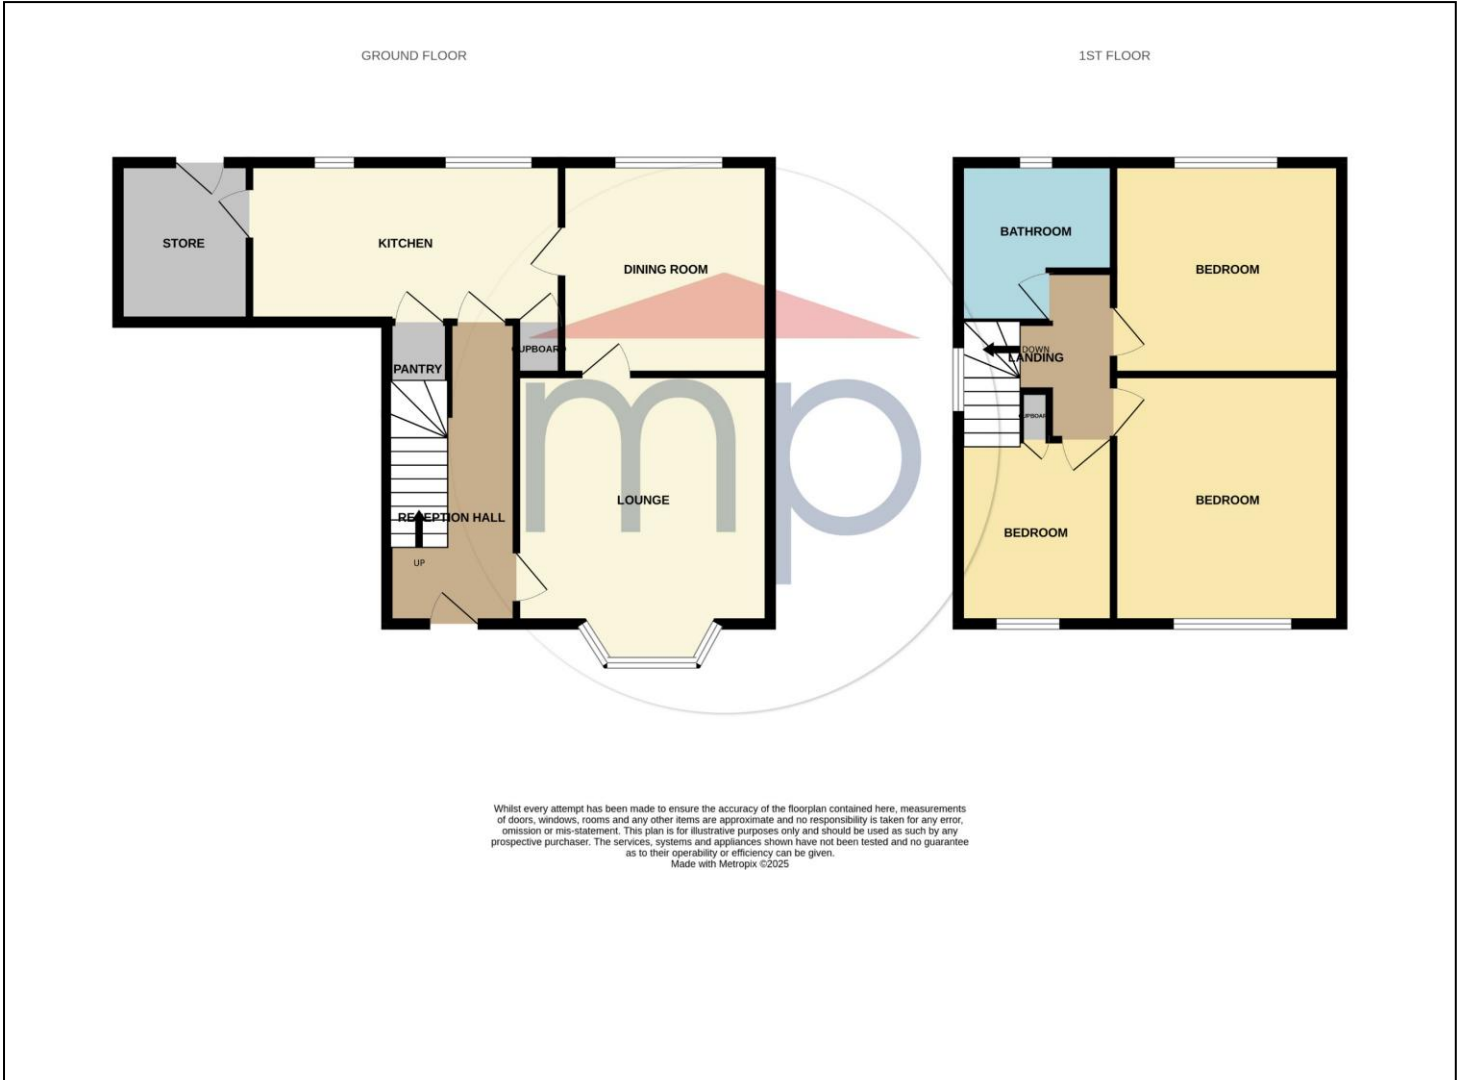 GROUND FLOOR
1ST FLOOR
STORE
KITCHEN
DINING ROOM
CUPBOARD
PANTRY
LOUNGE
RECEPTION HALL
UP
BATHROOM
BEDROOM
DOWN
LANDING
CUPBOARD
BEDROOM
BEDROOM
mp
Whilst every attempt has been made to ensure the accuracy of the floorplan contained here, measurements
of doors, windows, rooms and any other items are approximate and no responsibility is taken for any error,
omission or mis-statement. This plan is for illustrative purposes only and should be used as such by any
prospective purchaser. The services, systems and appliances shown have not been tested and no guarantee
as to their operability or efficiency can be given.
Made with Metropix ©2025